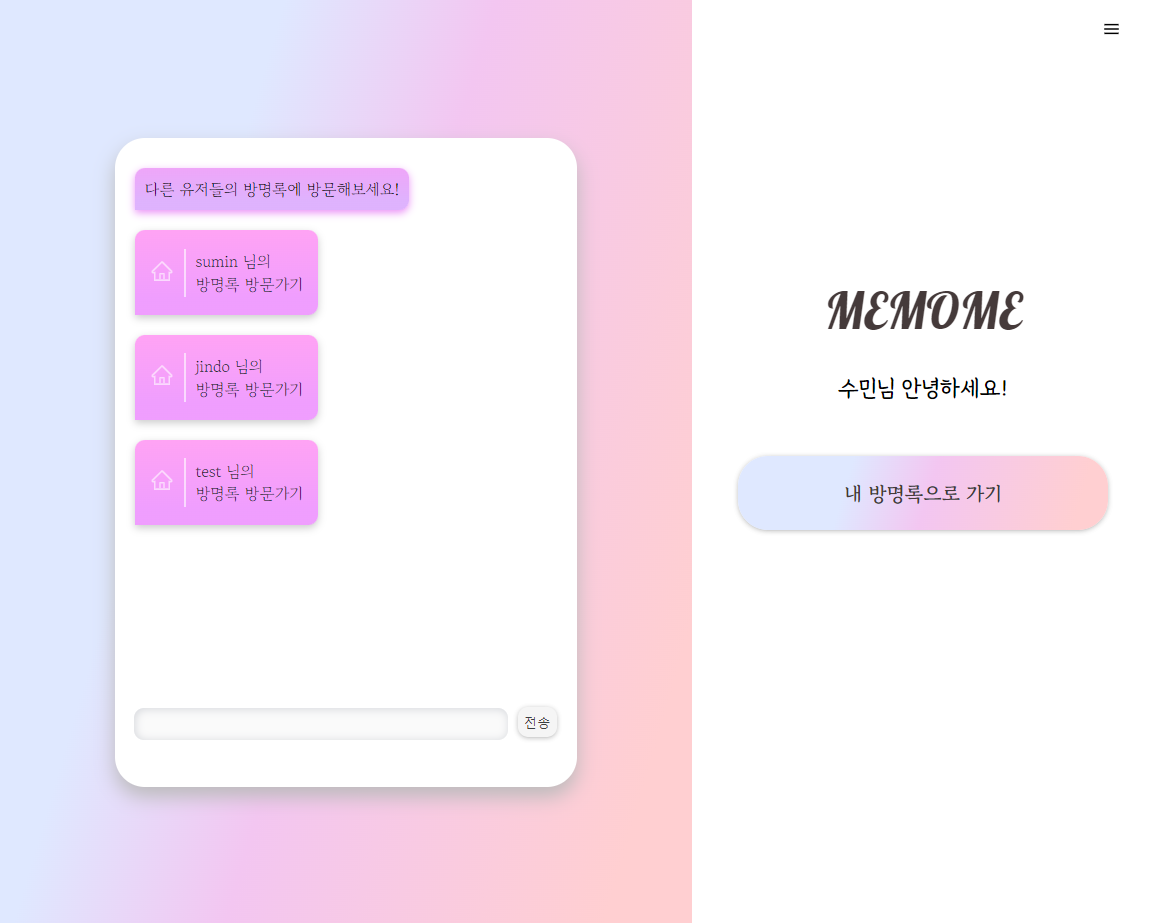 다른 유저들의 방명록에 방문해보세요!
sumin 님의
방명록 방문가기
jindo 님의
방명록 방문가기
test 님의
방명록 방문가기
전송
MEMOME
수민님 안녕하세요!
내 방명록으로 가기